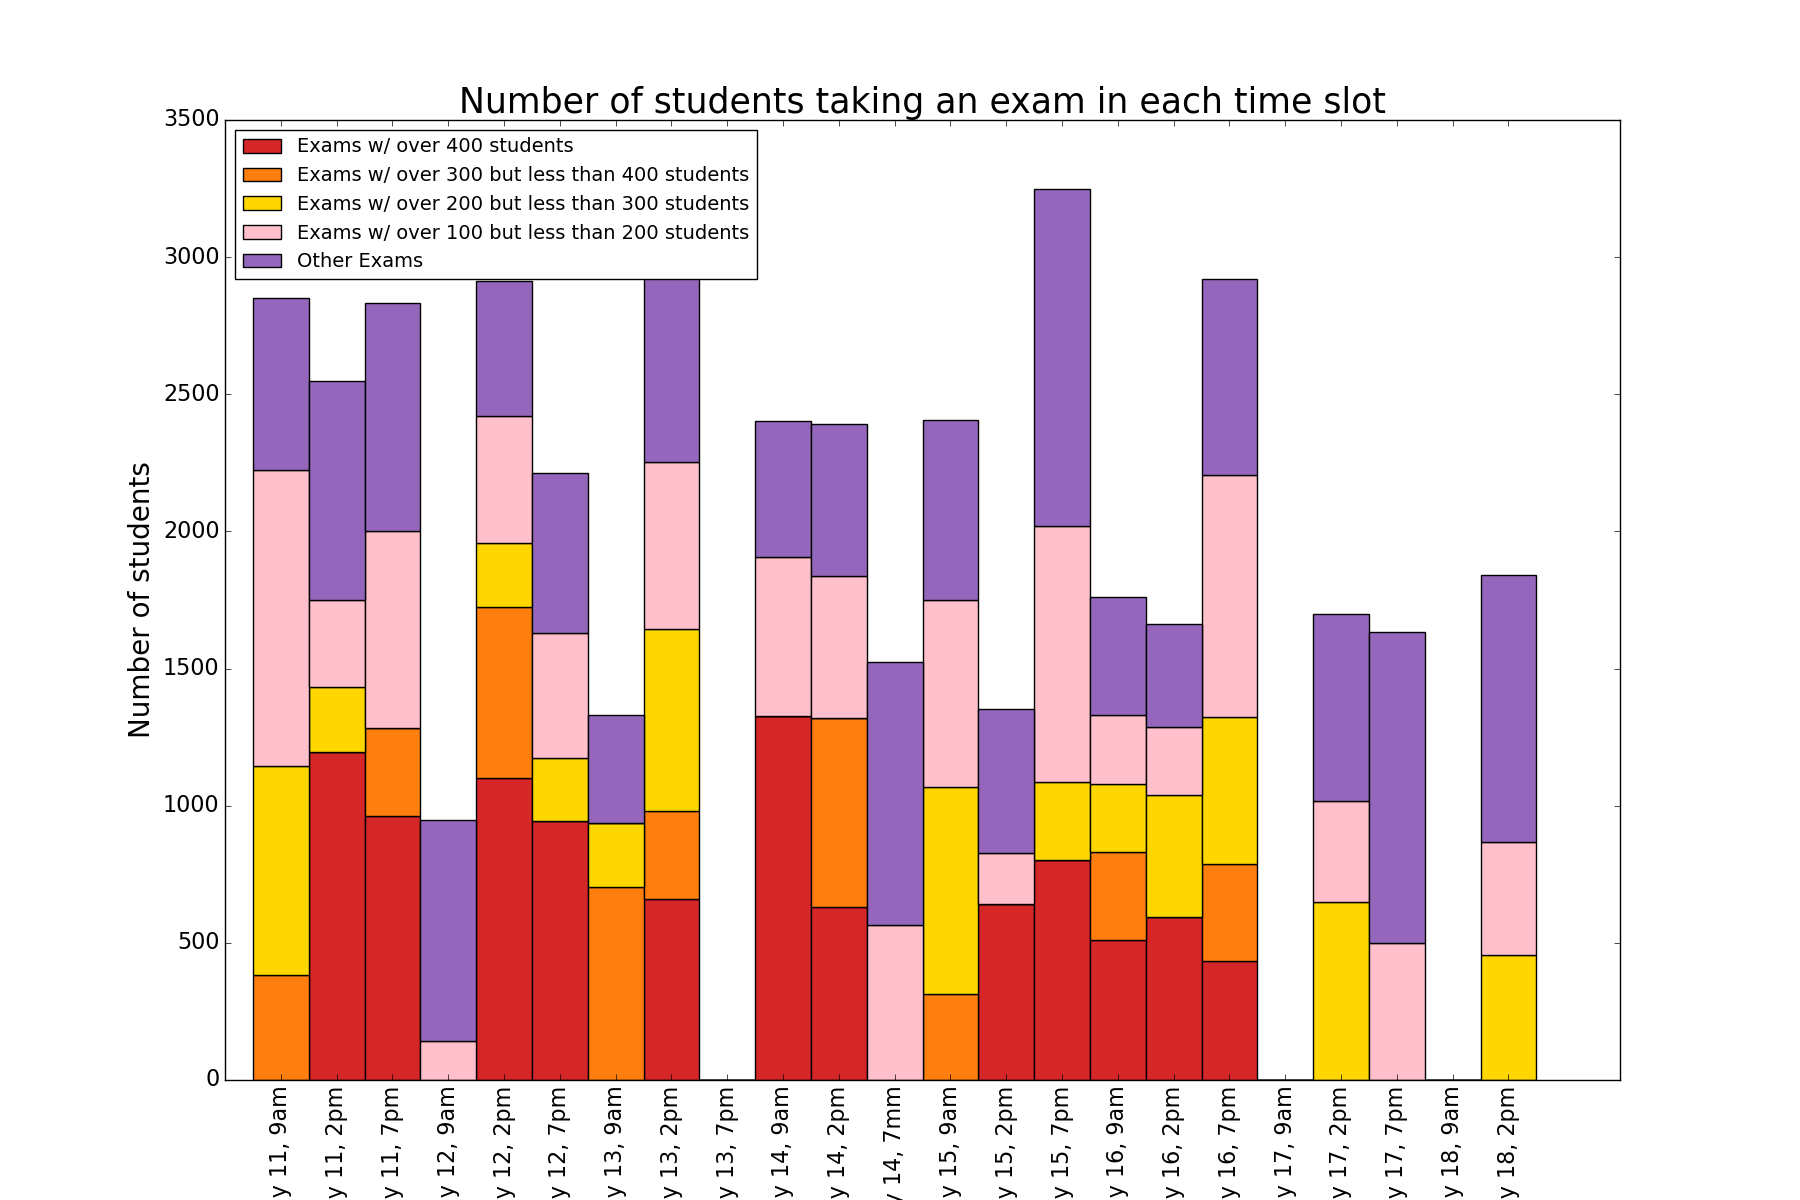 Number of students taking an exam in each time slot
3500
3000
2500
2000
1500
1000
500
0
Number of students
Exams w/ over 400 students
Exams w/ over 300 but less than 400 students
Exams w/ over 200 but less than 300 students
Exams w/ over 100 but less than 200 students
Other Exams
y 11, 9am
y 11, 2pm
y 11, 7pm
y 12, 9am
y 12, 2pm
y 12, 7pm
y 13, 9am
y 13, 2pm
y 13, 7pm
y 14, 9am
y 14, 2pm
y 14, 7mm
y 15, 9am
y 15, 2pm
y 15, 7pm
y 16, 9am
y 16, 2pm
y 16, 7pm
y 17, 9am
y 17, 2pm
y 17, 7pm
y 18, 9am
y 18, 2pm